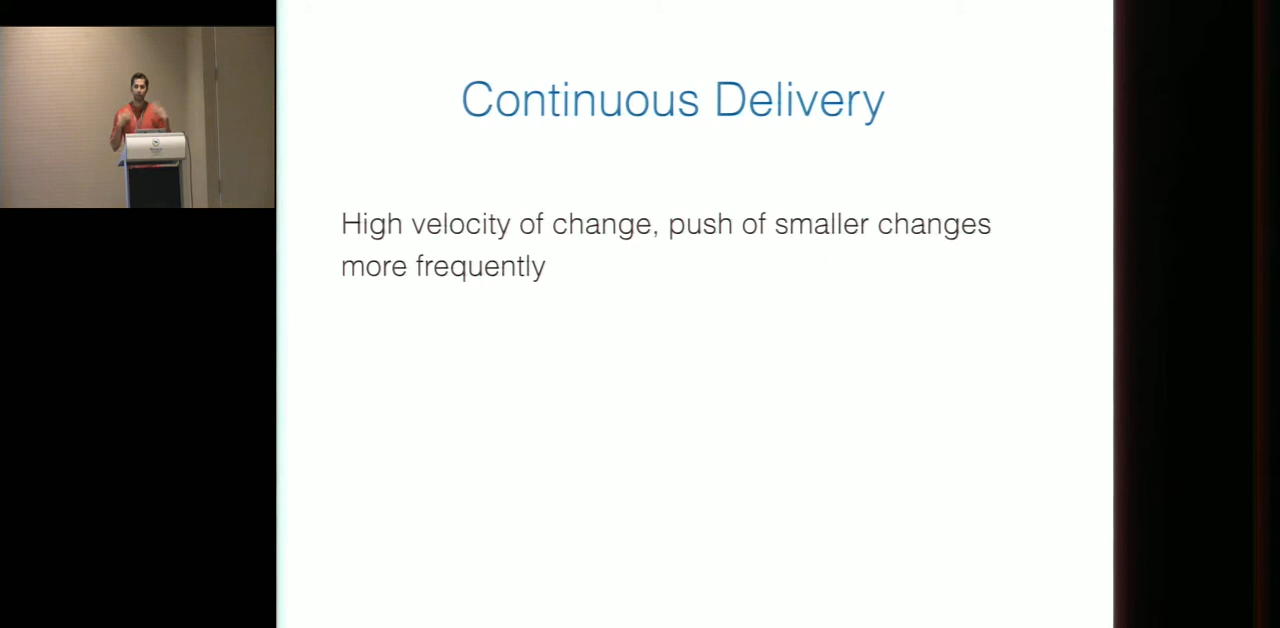 Continuous Delivery
High velocity of change, push of smaller changes
more frequently